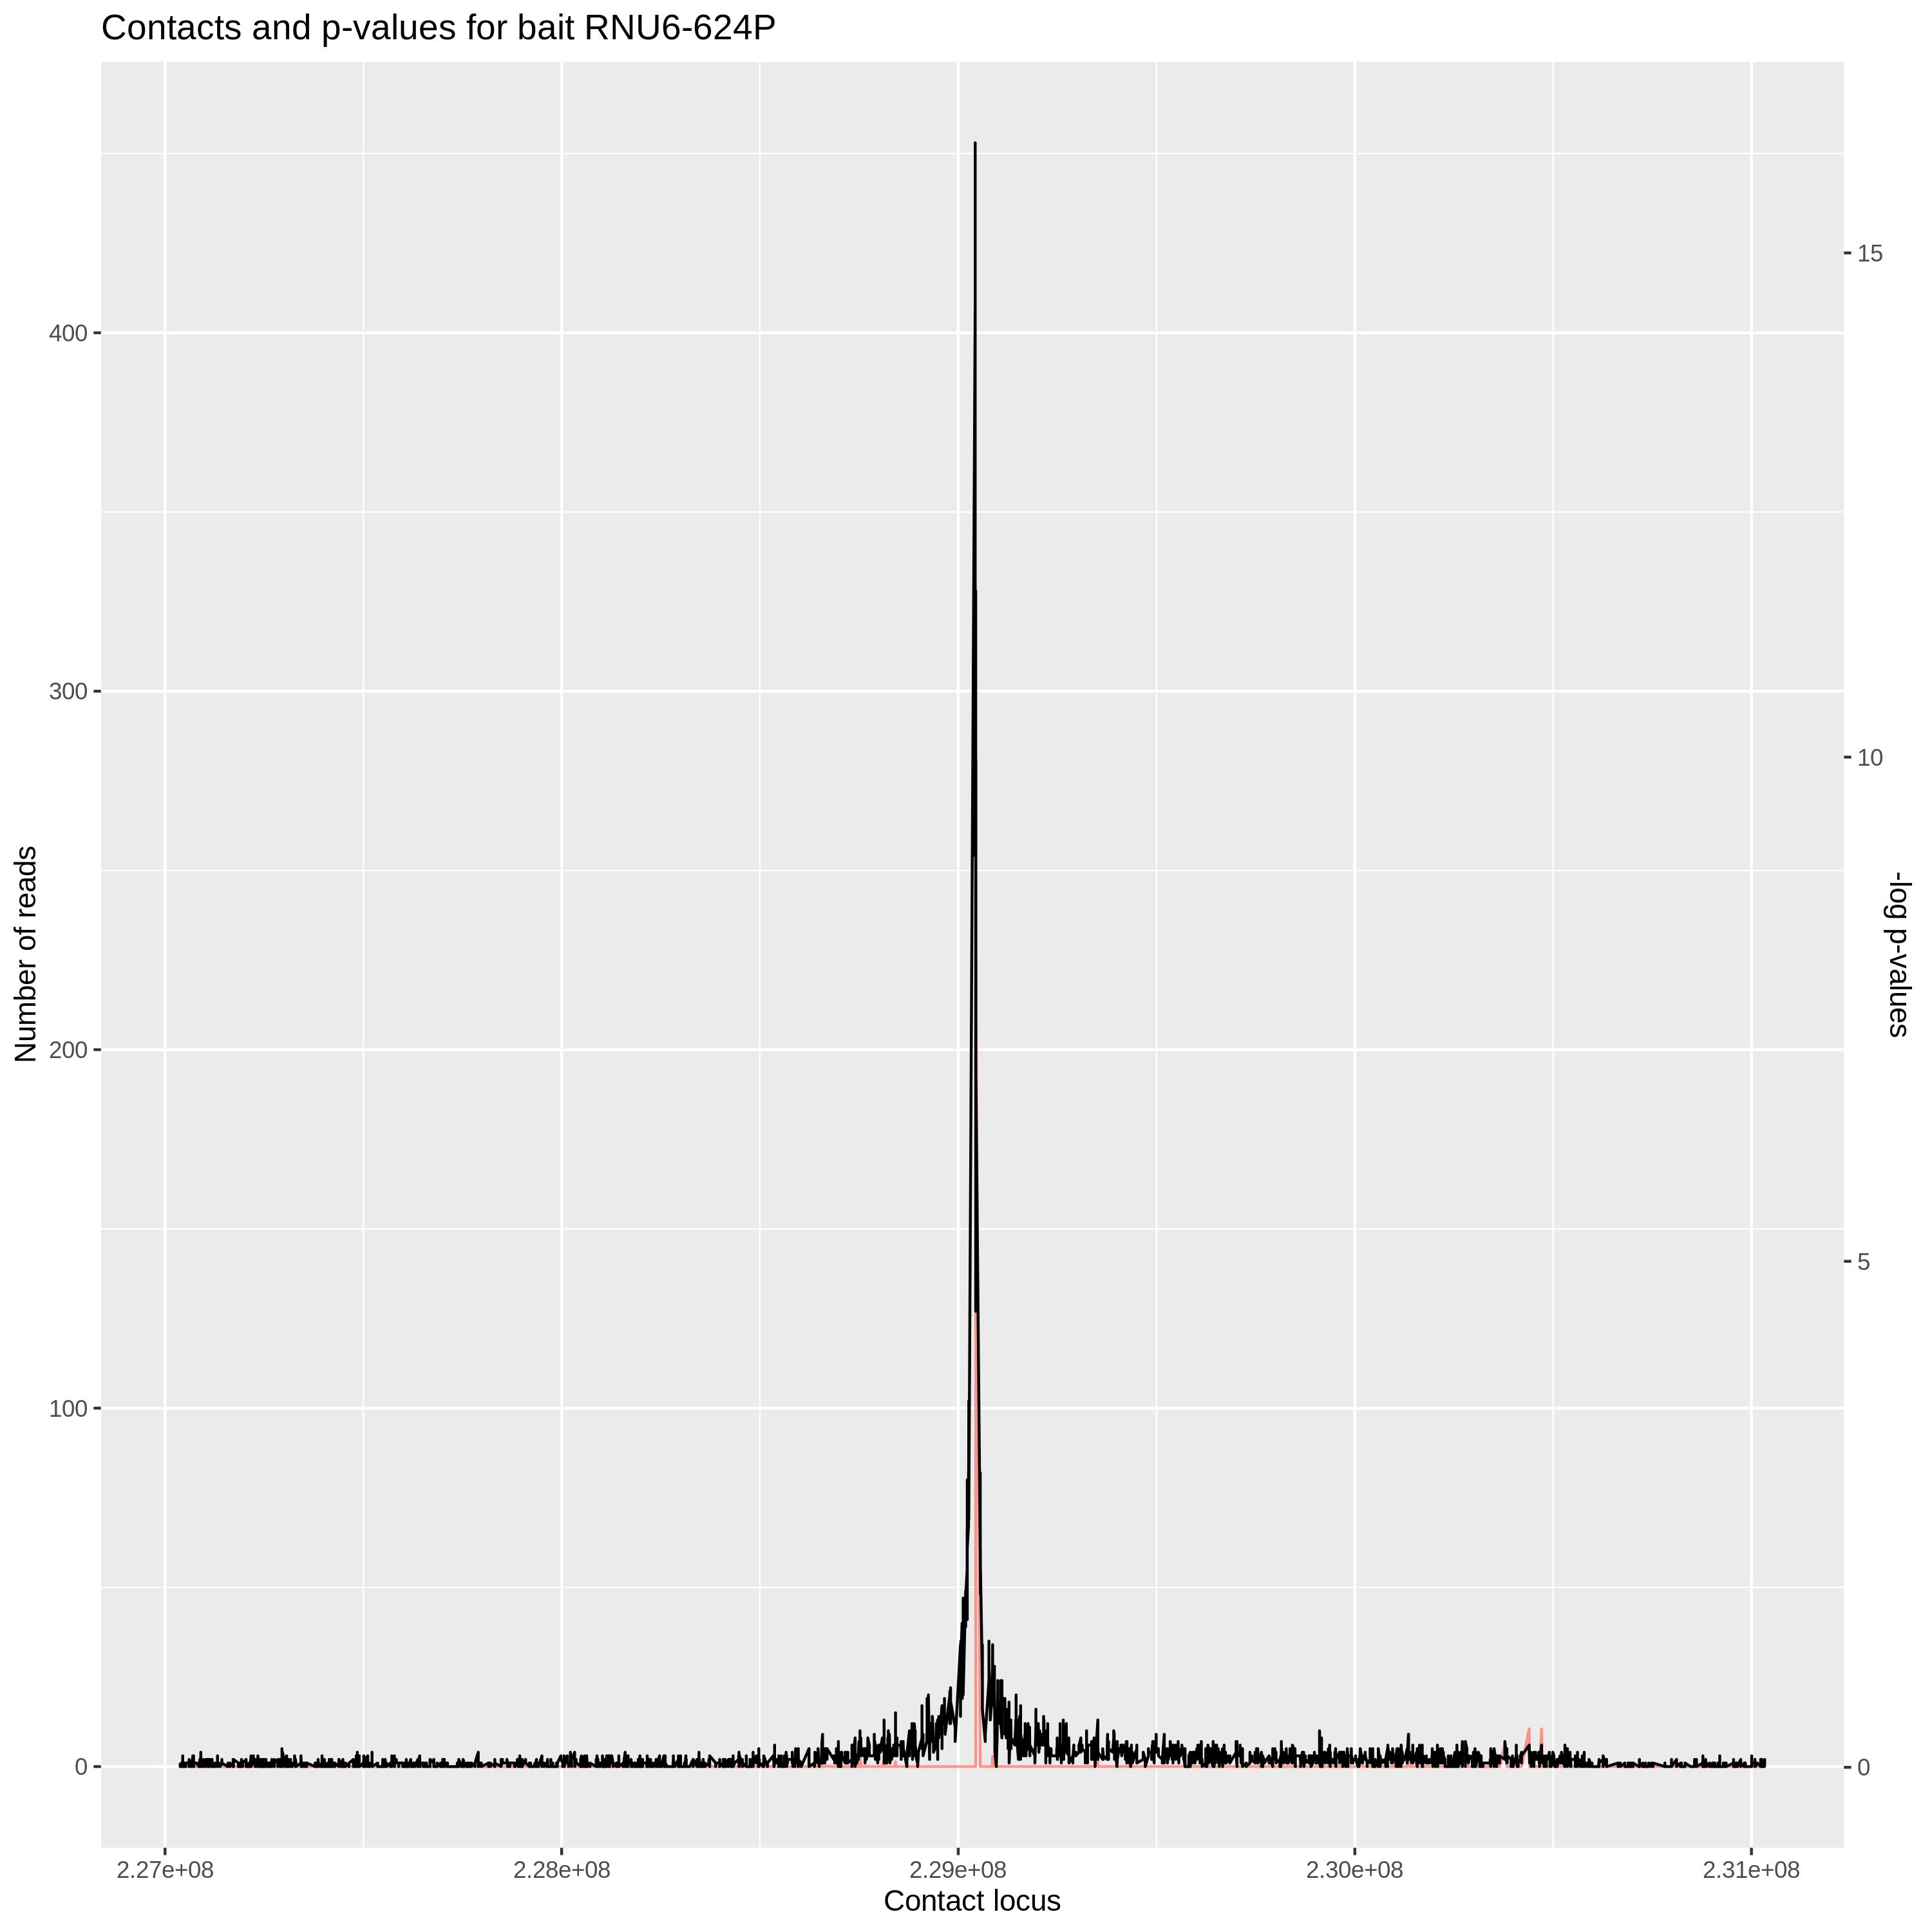 Contacts and p-values for bait RNU6-624P
400
300
200
100
0
Number of reads
15
10
5
0
-log p-values
2.27e+08
2.28e+08
2.29e+08
2.30e+08
2.31e+08
Contact locus